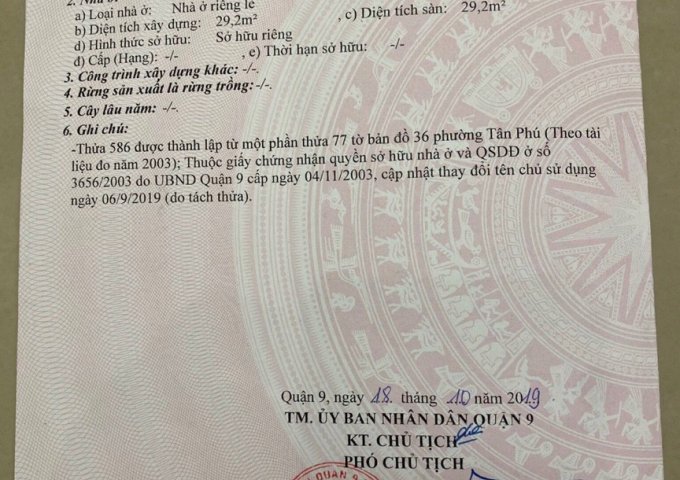 a) Loại nhà ở: Nhà ở riêng lẻ
b) Diện tích xây dựng: 29,2m² , c) Diện tích sàn: 29,2m²
d) Hình thức sở hữu: Sở hữu riêng
đ) Cấp (Hạng): -/- , e) Thời hạn sở hữu: -/-
3. Công trình xây dựng khác: -/-.
4. Rừng sản xuất là rừng trồng:-/-.
5. Cây lâu năm: -/-.
6. Ghi chú:
-Thửa 586 được thành lập từ một phần thửa 77 tờ bản đồ 36 phường Tân Phú (Theo tài
liệu đo năm 2003); Thuộc giấy chứng nhận quyền sở hữu nhà ở và QSDĐ ở số
3656/2003 do UBND Quận 9 cấp ngày 04/11/2003, cập nhật thay đổi tên chủ sử dụng
ngày 06/9/2019 (do tách thửa).
Quận 9, ngày 18 tháng 10 năm 2019
TM. ỦY BAN NHÂN DÂN QUẬN 9
KT. CHỦ TỊCH
PHÓ CHỦ TỊCH
QUẬN 9